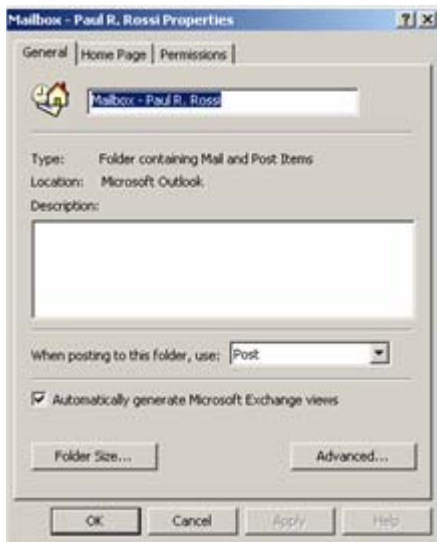 Mailbox - Paul R. Rossi Properties
General Home Page Permissions
Mailbox - Paul R. Rossi
Type: Folder containing Mail and Post Items
Location: Microsoft Outlook
Description:
When posting to this folder, use: Post
Automatically generate Microsoft Exchange views
Folder Size... Advanced...
OK Cancel Apply Help